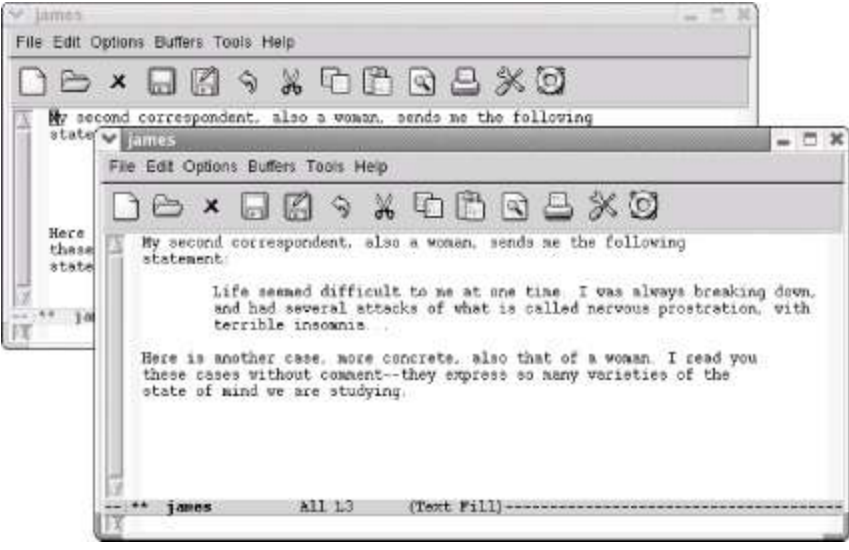 james
File Edit Options Buffers Tools Help
My second correspondent, also a woman, sends me the following
state
Here
these
state
-- ** ja
james
File Edit Options Buffers Tools Help
My second correspondent, also a woman, sends me the following
statement:
Life seemed difficult to me at one time. I was always breaking down,
and had several attacks of what is called nervous prostration, with
terrible insomnia...
Here is another case, more concrete, also that of a woman. I read you
these cases without comment--they express so many varieties of the
state of mind we are studying.
--:** james All L3 (Text Fill)--------------------------------------------